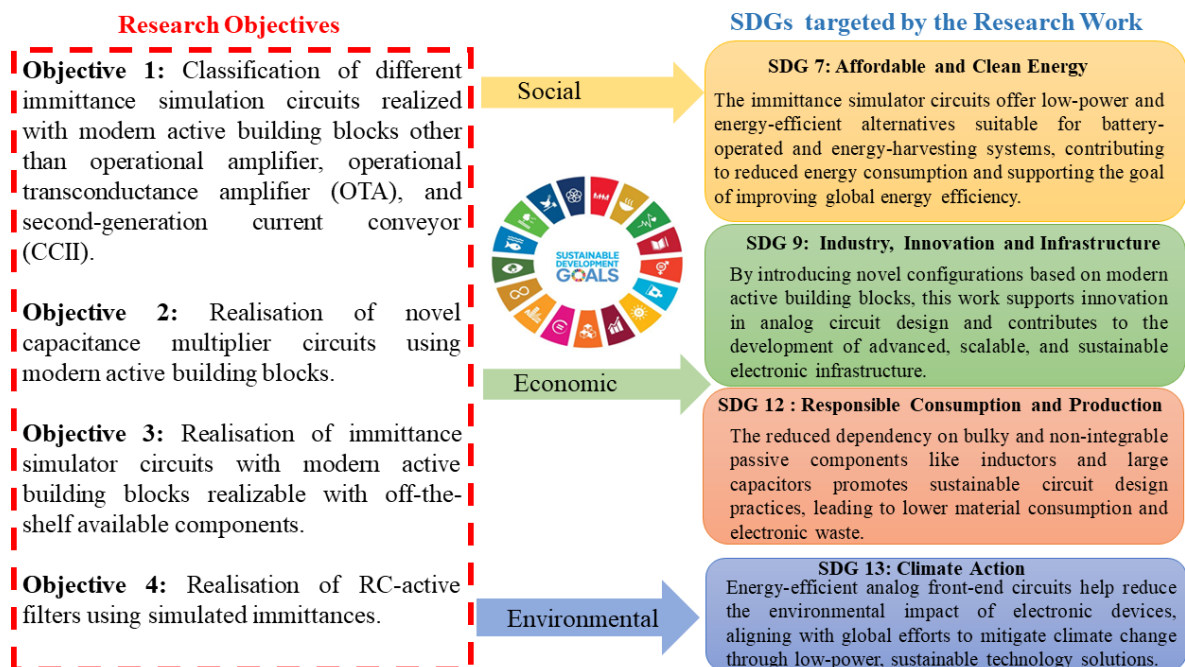 Research Objectives
Objective 1: Classification of different
immittance simulation circuits realized
with modern active building blocks other
than operational amplifier, operational
transconductance amplifier (OTA), and
second-generation current conveyor
(CCII).
Objective 2: Realisation of novel
capacitance multiplier circuits using
modern active building blocks.
Objective 3: Realisation of immittance
simulator circuits with modern active
building blocks realizable with off-the-
shelf available components.
Objective 4: Realisation of RC-active
filters using simulated immittances.
Social
SUSTAINABLE
DEVELOPMENT
GOALS
Economic
Environmental
SDGs targeted by the Research Work
SDG 7: Affordable and Clean Energy
The immittance simulator circuits offer low-power and
energy-efficient alternatives suitable for battery-
operated and energy-harvesting systems, contributing
to reduced energy consumption and supporting the goal
of improving global energy efficiency.
SDG 9: Industry, Innovation and Infrastructure
By introducing novel configurations based on modern
active building blocks, this work supports innovation
in analog circuit design and contributes to the
development of advanced, scalable, and sustainable
electronic infrastructure.
SDG 12 : Responsible Consumption and Production
The reduced dependency on bulky and non-integrable
passive components like inductors and large
capacitors promotes sustainable circuit design
practices, leading to lower material consumption and
electronic waste.
SDG 13: Climate Action
Energy-efficient analog front-end circuits help reduce
the environmental impact of electronic devices,
aligning with global efforts to mitigate climate change
through low-power, sustainable technology solutions.